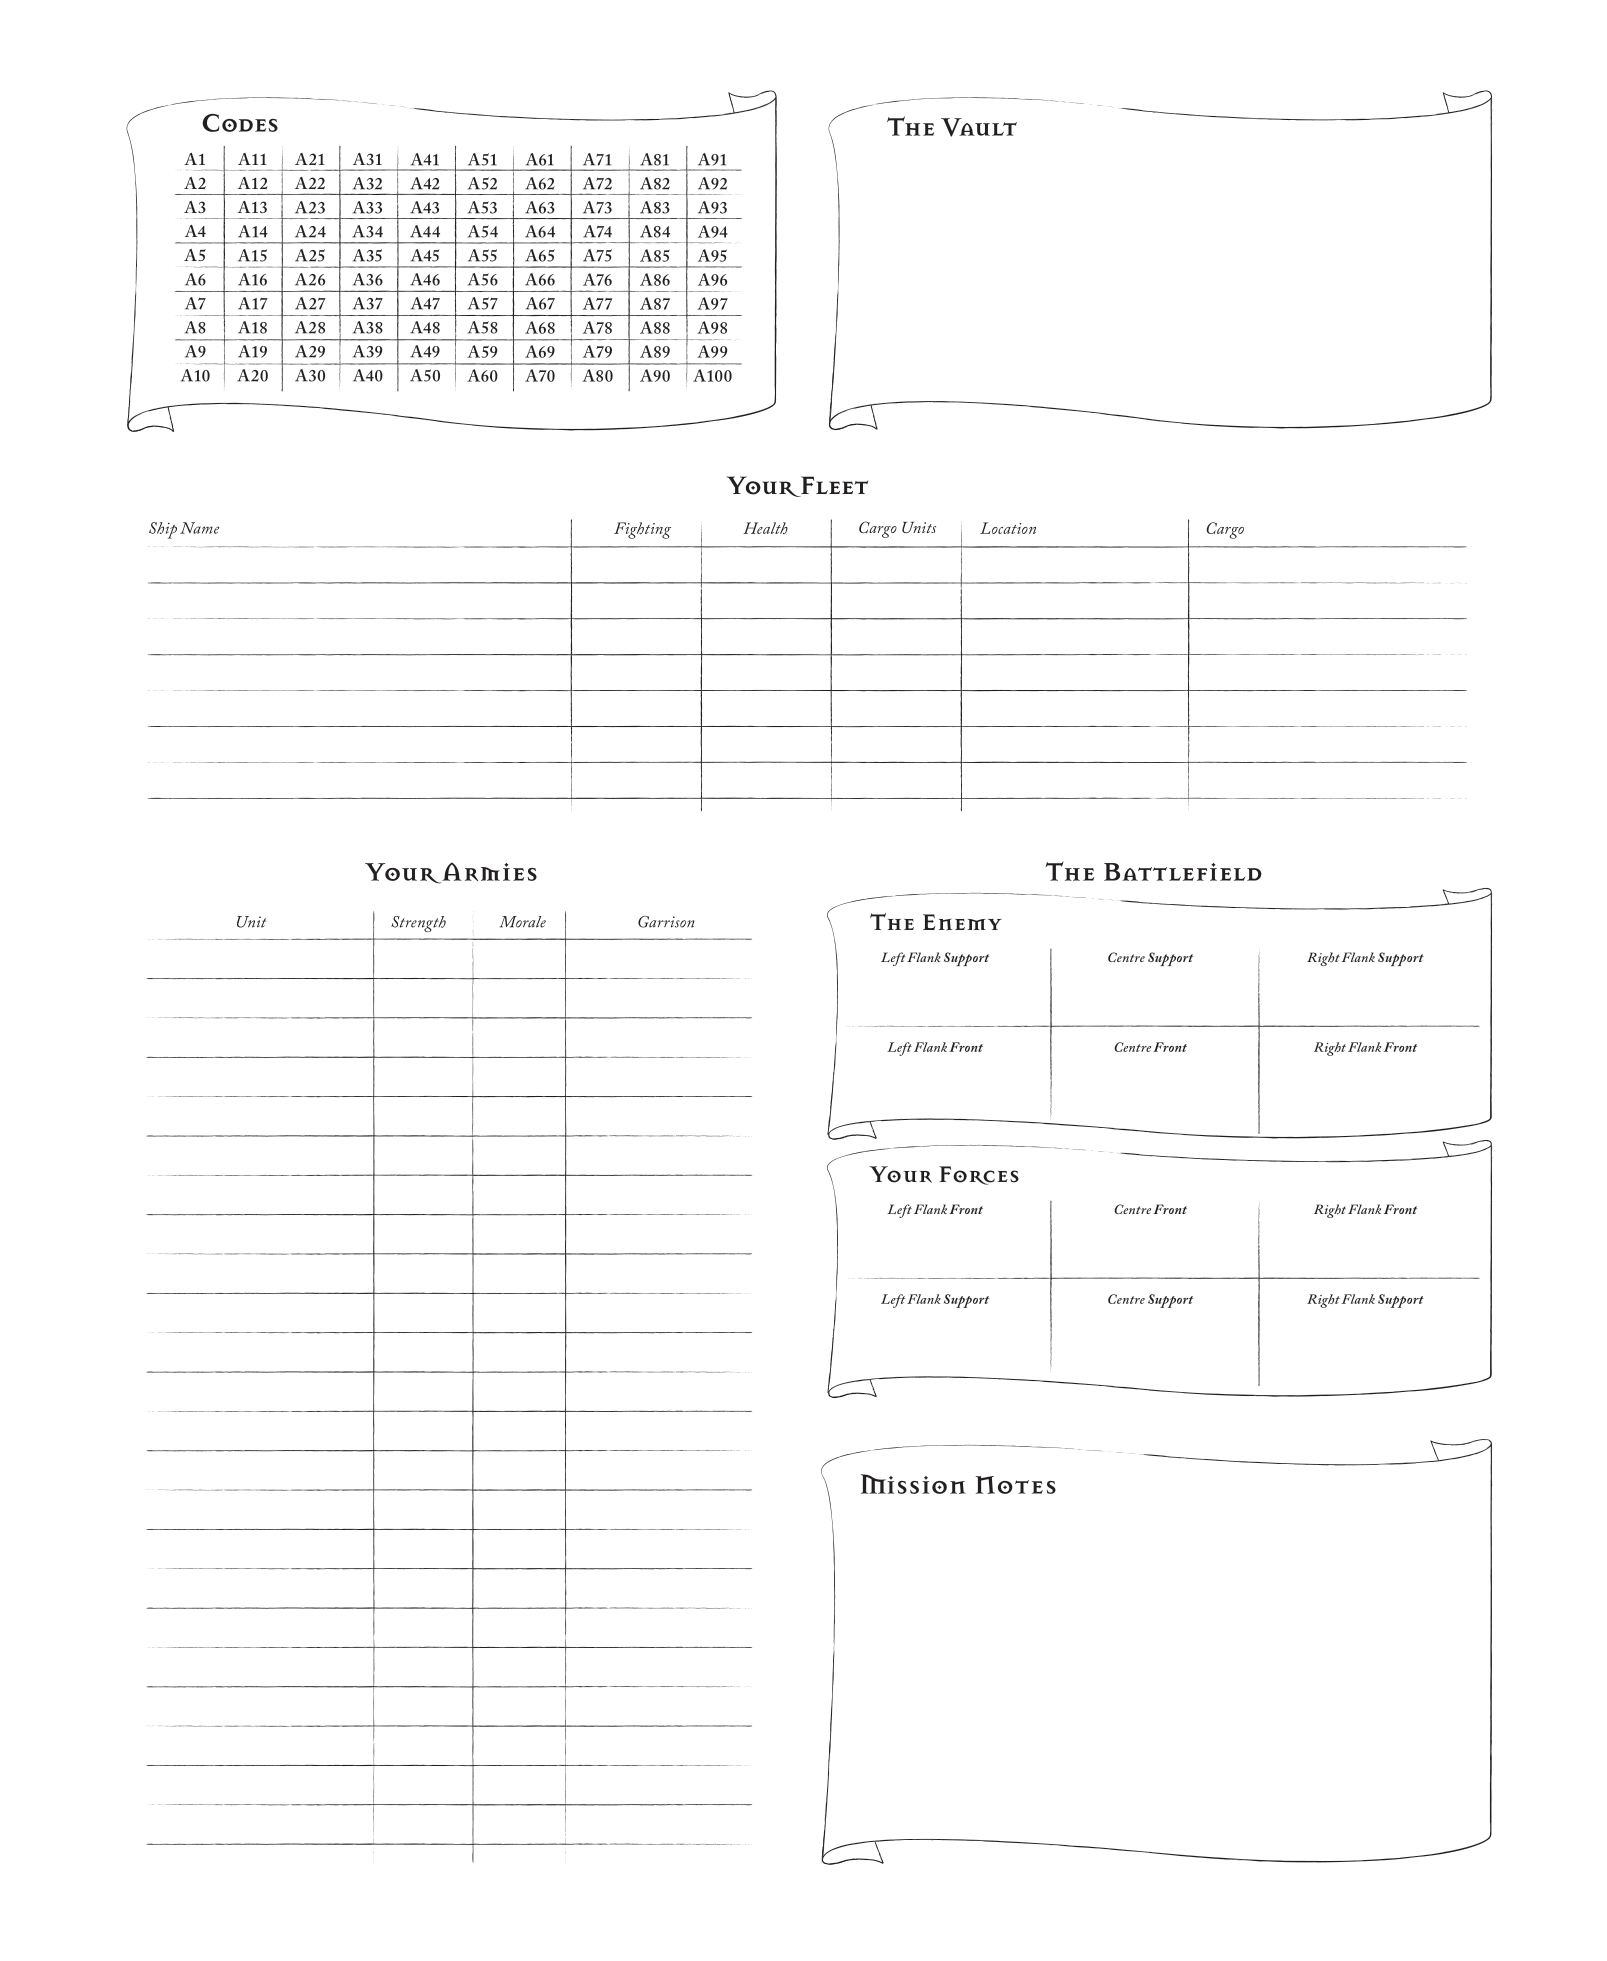 Codes
A1 A11 A21 A31 A41 A51 A61 A71 A81 A91
A2 A12 A22 A32 A42 A52 A62 A72 A82 A92
A3 A13 A23 A33 A43 A53 A63 A73 A83 A93
A4 A14 A24 A34 A44 A54 A64 A74 A84 A94
A5 A15 A25 A35 A45 A55 A65 A75 A85 A95
A6 A16 A26 A36 A46 A56 A66 A76 A86 A96
A7 A17 A27 A37 A47 A57 A67 A77 A87 A97
A8 A18 A28 A38 A48 A58 A68 A78 A88 A98
A9 A19 A29 A39 A49 A59 A69 A79 A89 A99
A10 A20 A30 A40 A50 A60 A70 A80 A90 A100
The Vault
Your Fleet
Ship Name Fighting Health Cargo Units Location Cargo
Your Armies
Unit Strength Morale Garrison
The Battlefield
The Enemy
Left Flank Support Centre Support Right Flank Support
Left Flank Front Centre Front Right Flank Front
Your Forces
Left Flank Front Centre Front Right Flank Front
Left Flank Support Centre Support Right Flank Support
Mission Notes